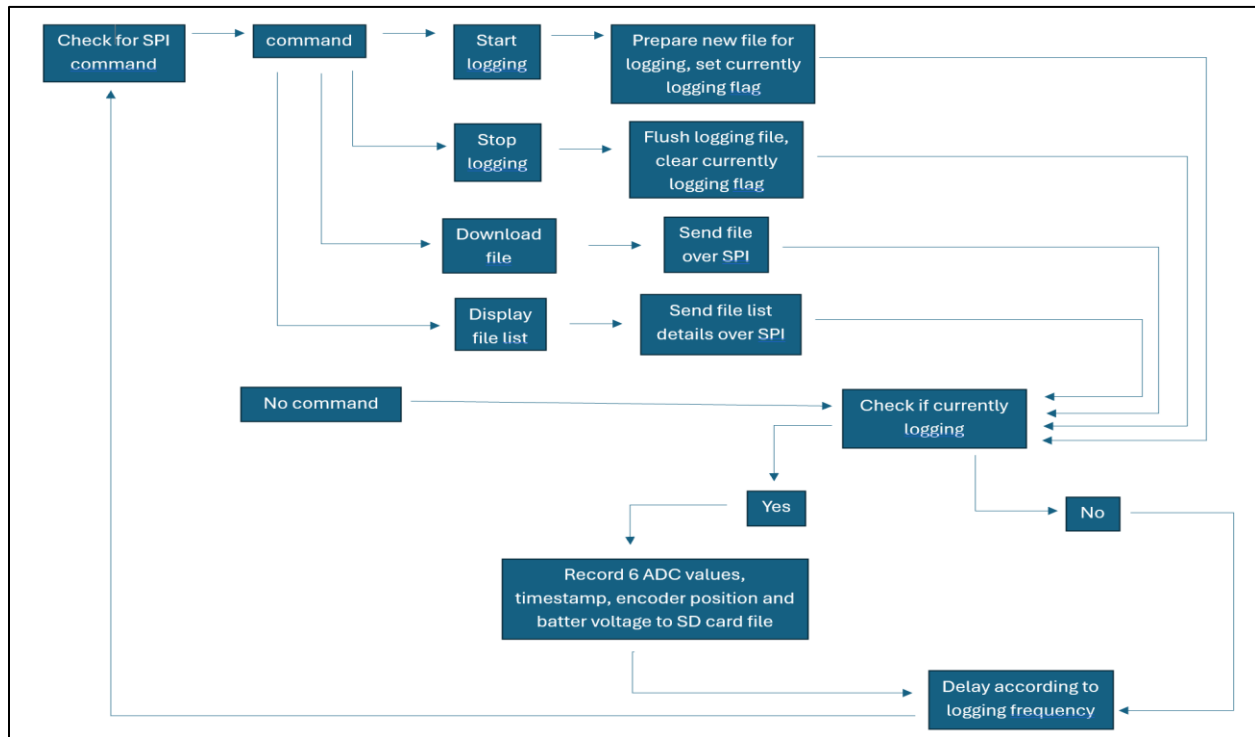 Check for SPI
command
command
Start
logging
Prepare new file for
logging, set currently
logging flag
Stop
logging
Flush logging file,
clear currently
logging flag
Download
file
Send file
over SPI
Display
file list
Send file list
details over SPI
No command
Check if currently
logging
Yes
No
Record 6 ADC values,
timestamp, encoder position and
batter voltage to SD card file
Delay according to
logging frequency